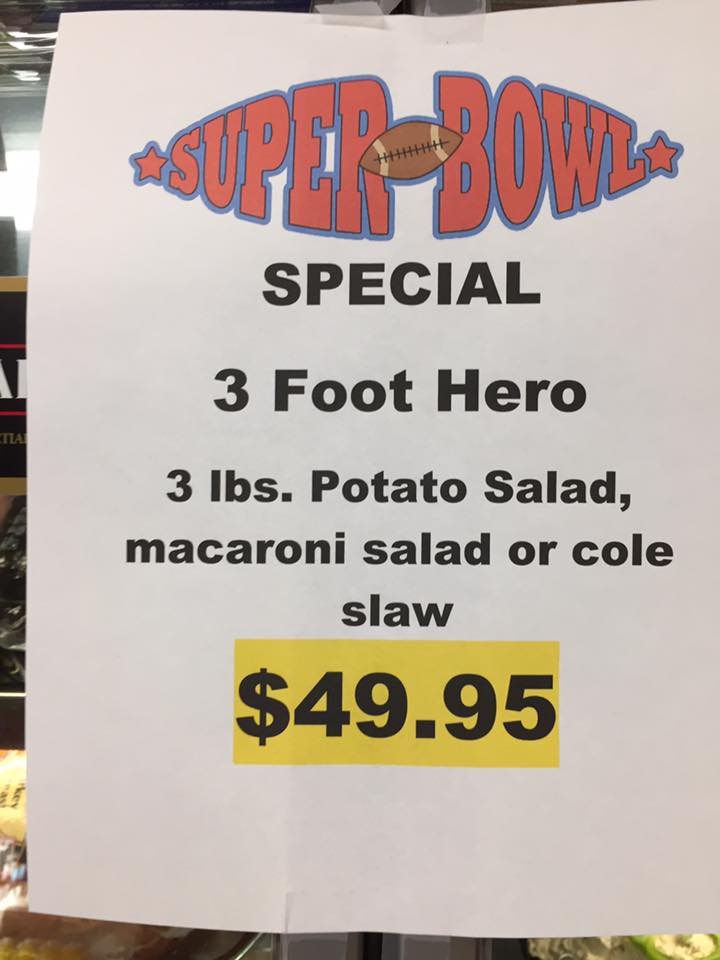 SUPER BOWL
SPECIAL
3 Foot Hero
3 lbs. Potato Salad,
macaroni salad or cole
slaw
$49.95